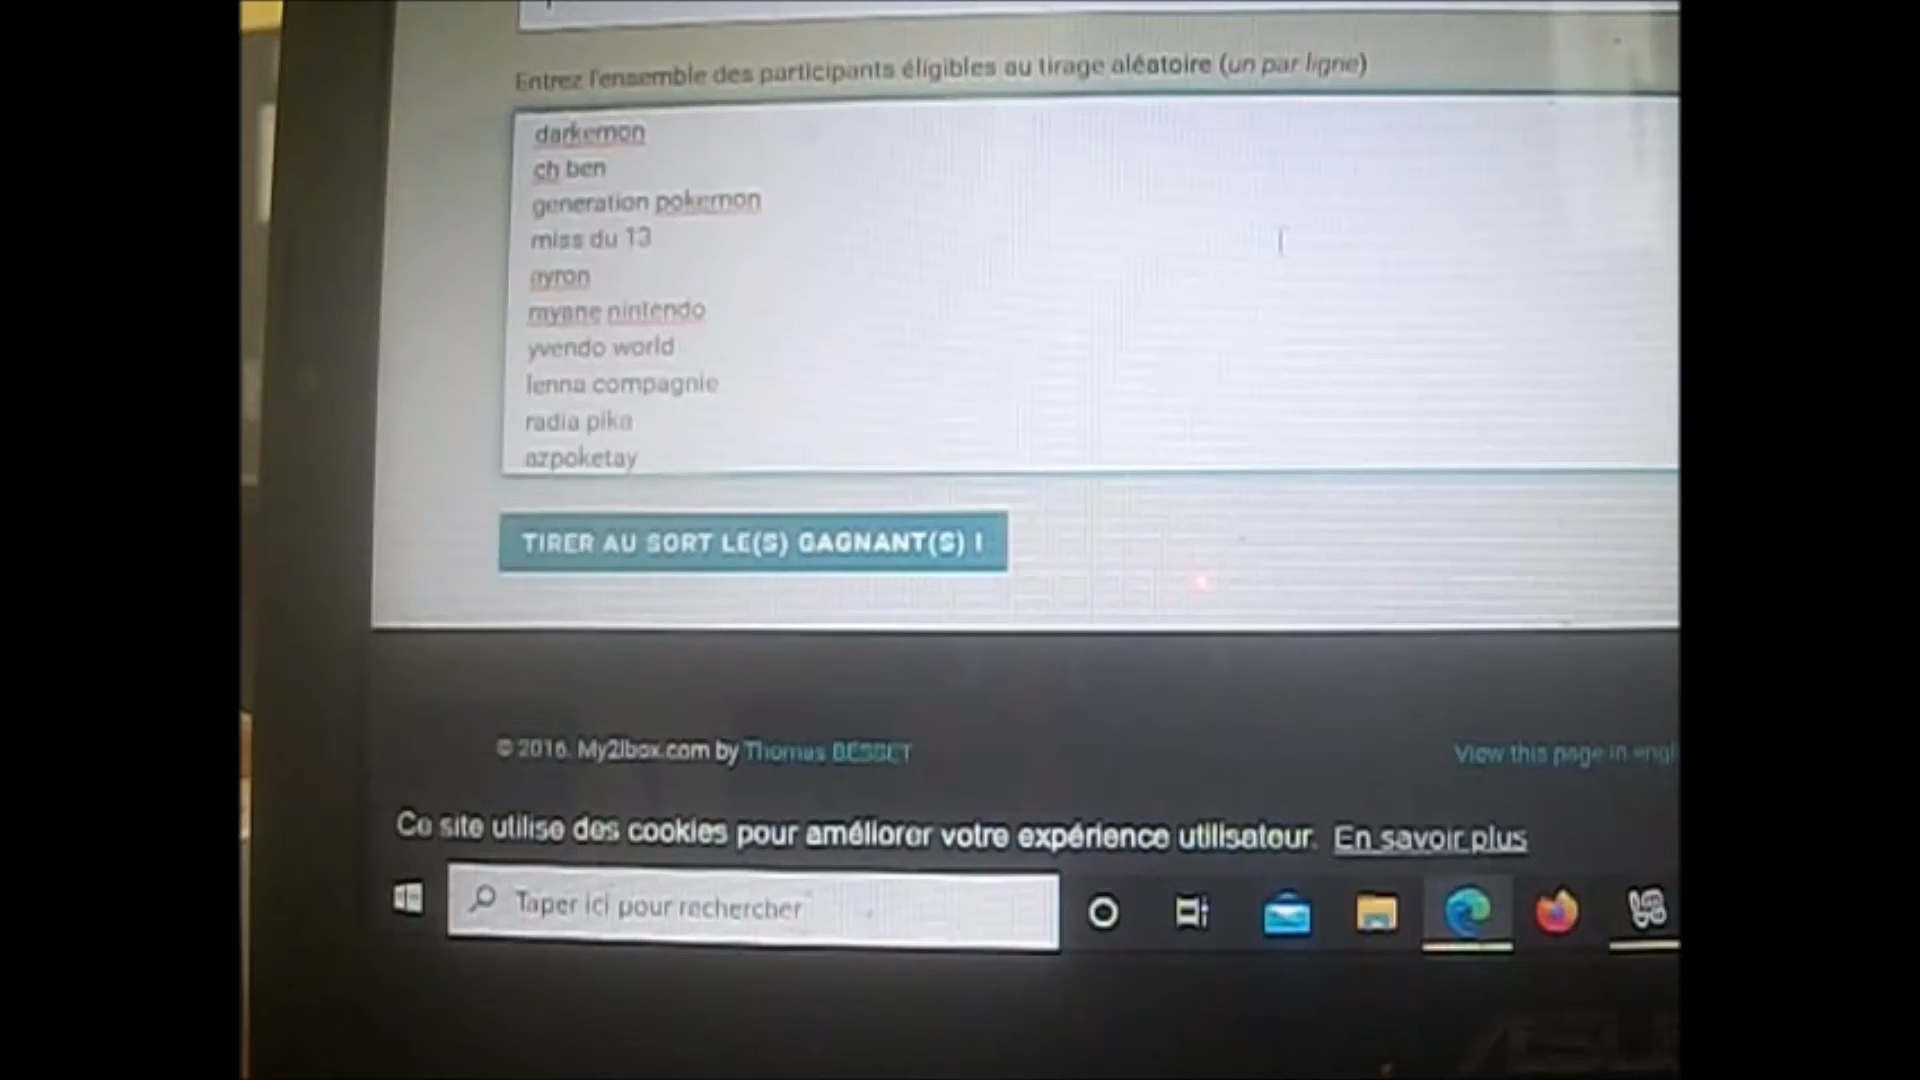 Entrez l'ensemble des participants éligibles au tirage aléatoire (un par ligne)
darkemon
ch ben
generation pokemon
miss du 13
ayron
myane nintendo
yvendo world
lenna compagnie
radia pika
azpoketay
TIRER AU SORT LE(S) GAGNANT(S) !
© 2016. My2lbox.com by Thomas BESSET
View this page in engl
Ce site utilise des cookies pour améliorer votre expérience utilisateur. En savoir plus
Taper ici pour rechercher
ASUS